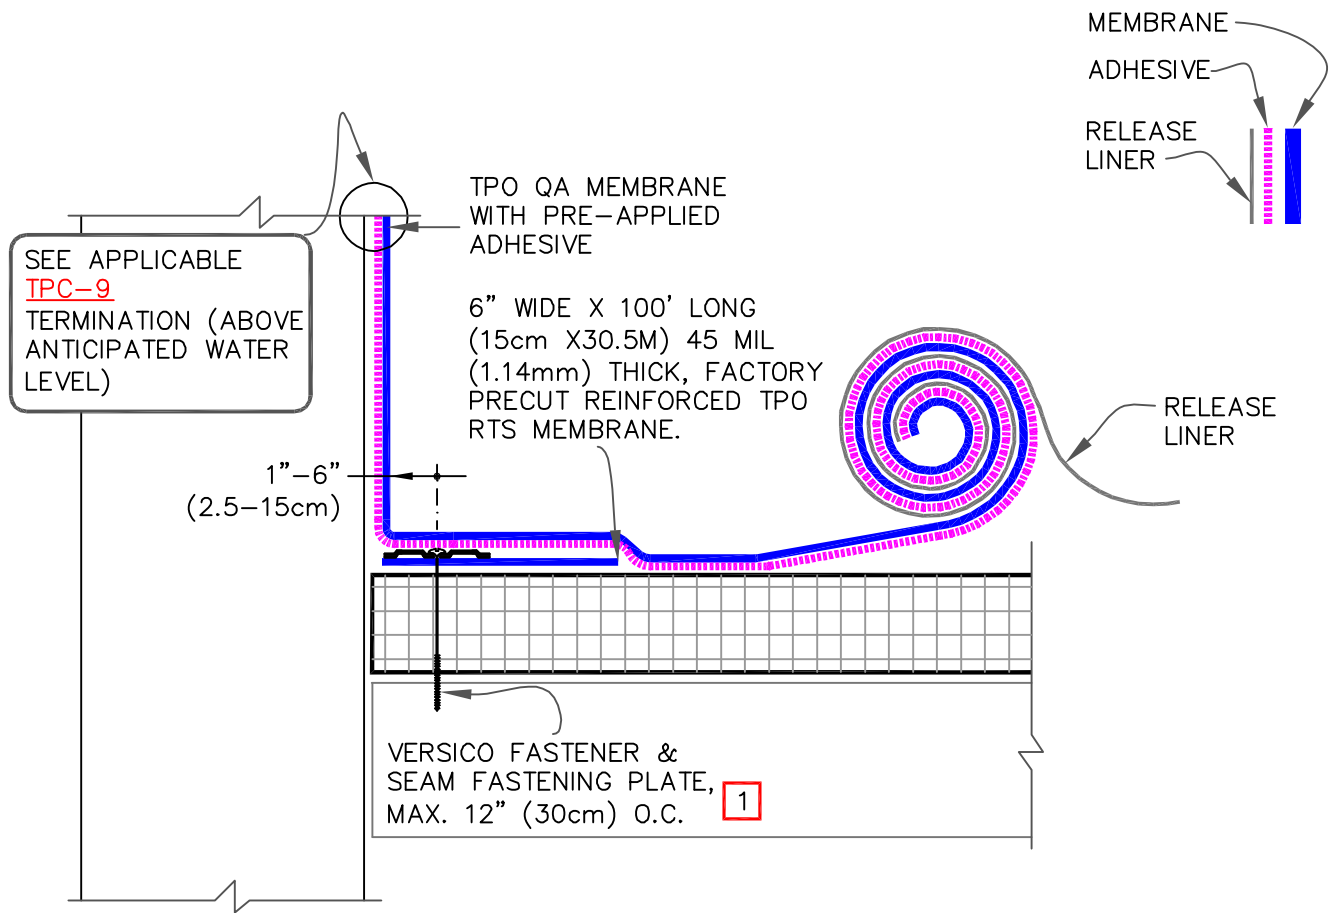 MEMBRANE
ADHESIVE
RELEASE
LINER
TPO QA MEMBRANE
WITH PRE-APPLIED
ADHESIVE
SEE APPLICABLE
TPC-9
TERMINATION (ABOVE
ANTICIPATED WATER
LEVEL)
6" WIDE X 100' LONG
(15cm X30.5M) 45 MIL
(1.14mm) THICK, FACTORY
PRECUT REINFORCED TPO
RTS MEMBRANE.
RELEASE
LINER
1"-6"
(2.5-15cm)
VERSICO FASTENER &
SEAM FASTENING PLATE,
MAX. 12" (30cm) O.C.
1